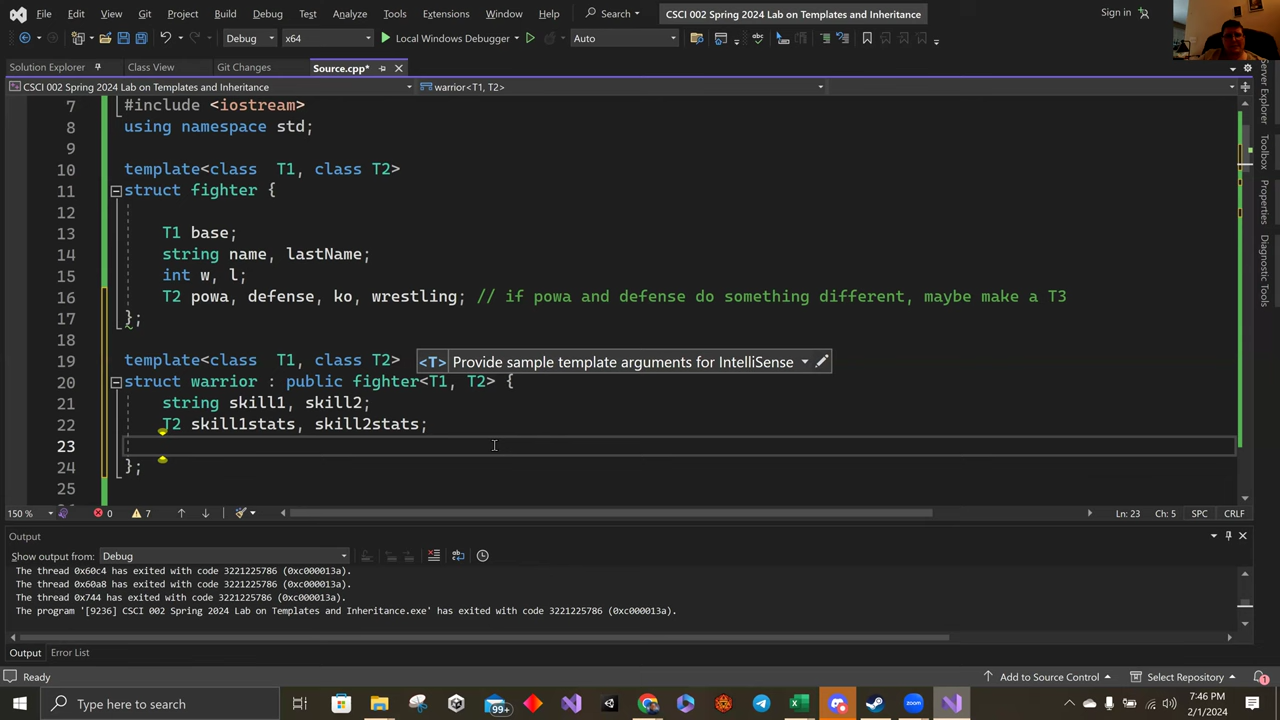 File Edit View Git Project Build Debug Test Analyze Tools Extensions Window Help Search CSCI 002 Spring 2024 Lab on Templates and Inheritance Sign in
Debug x64 Local Windows Debugger Auto
Solution Explorer Class View Git Changes Source.cpp*
CSCI 002 Spring 2024 Lab on Templates and Inheritance warrior<T1, T2>
7 #include <iostream>
8 using namespace std;
9
10 template<class T1, class T2>
11 struct fighter {
12
13 T1 base;
14 string name, lastName;
15 int w, l;
16 T2 powa, defense, ko, wrestling; // if powa and defense do something different, maybe make a T3
17 };
18
19 template<class T1, class T2> <T> Provide sample template arguments for IntelliSense
20 struct warrior : public fighter<T1, T2> {
21 string skill1, skill2;
22 T2 skill1stats, skill2stats;
23
24 };
25
150 % 0 7 Ln: 23 Ch: 5 SPC CRLF
Output
Show output from: Debug
The thread 0x60c4 has exited with code 3221225786 (0xc000013a).
The thread 0x60a8 has exited with code 3221225786 (0xc000013a).
The thread 0x744 has exited with code 3221225786 (0xc000013a).
The program '[9236] CSCI 002 Spring 2024 Lab on Templates and Inheritance.exe' has exited with code 3221225786 (0xc000013a).
Output Error List
Ready Add to Source Control Select Repository 1
Type here to search 99+ 7:46 PM
2/1/2024
Server Explorer
Toolbox
Properties
Diagnostic Tools